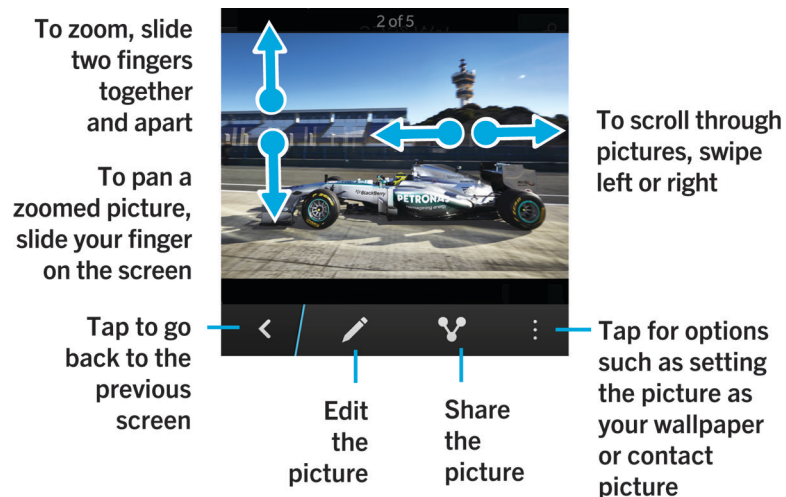 2 of 5
To zoom, slide
two fingers
together
and apart
To pan a
zoomed picture,
slide your finger
on the screen
To scroll through
pictures, swipe
left or right
BlackBerry
PETRONAS
Tap to go
back to the
previous
screen
Edit
the
picture
Share
the
picture
Tap for options
such as setting
the picture as
your wallpaper
or contact
picture